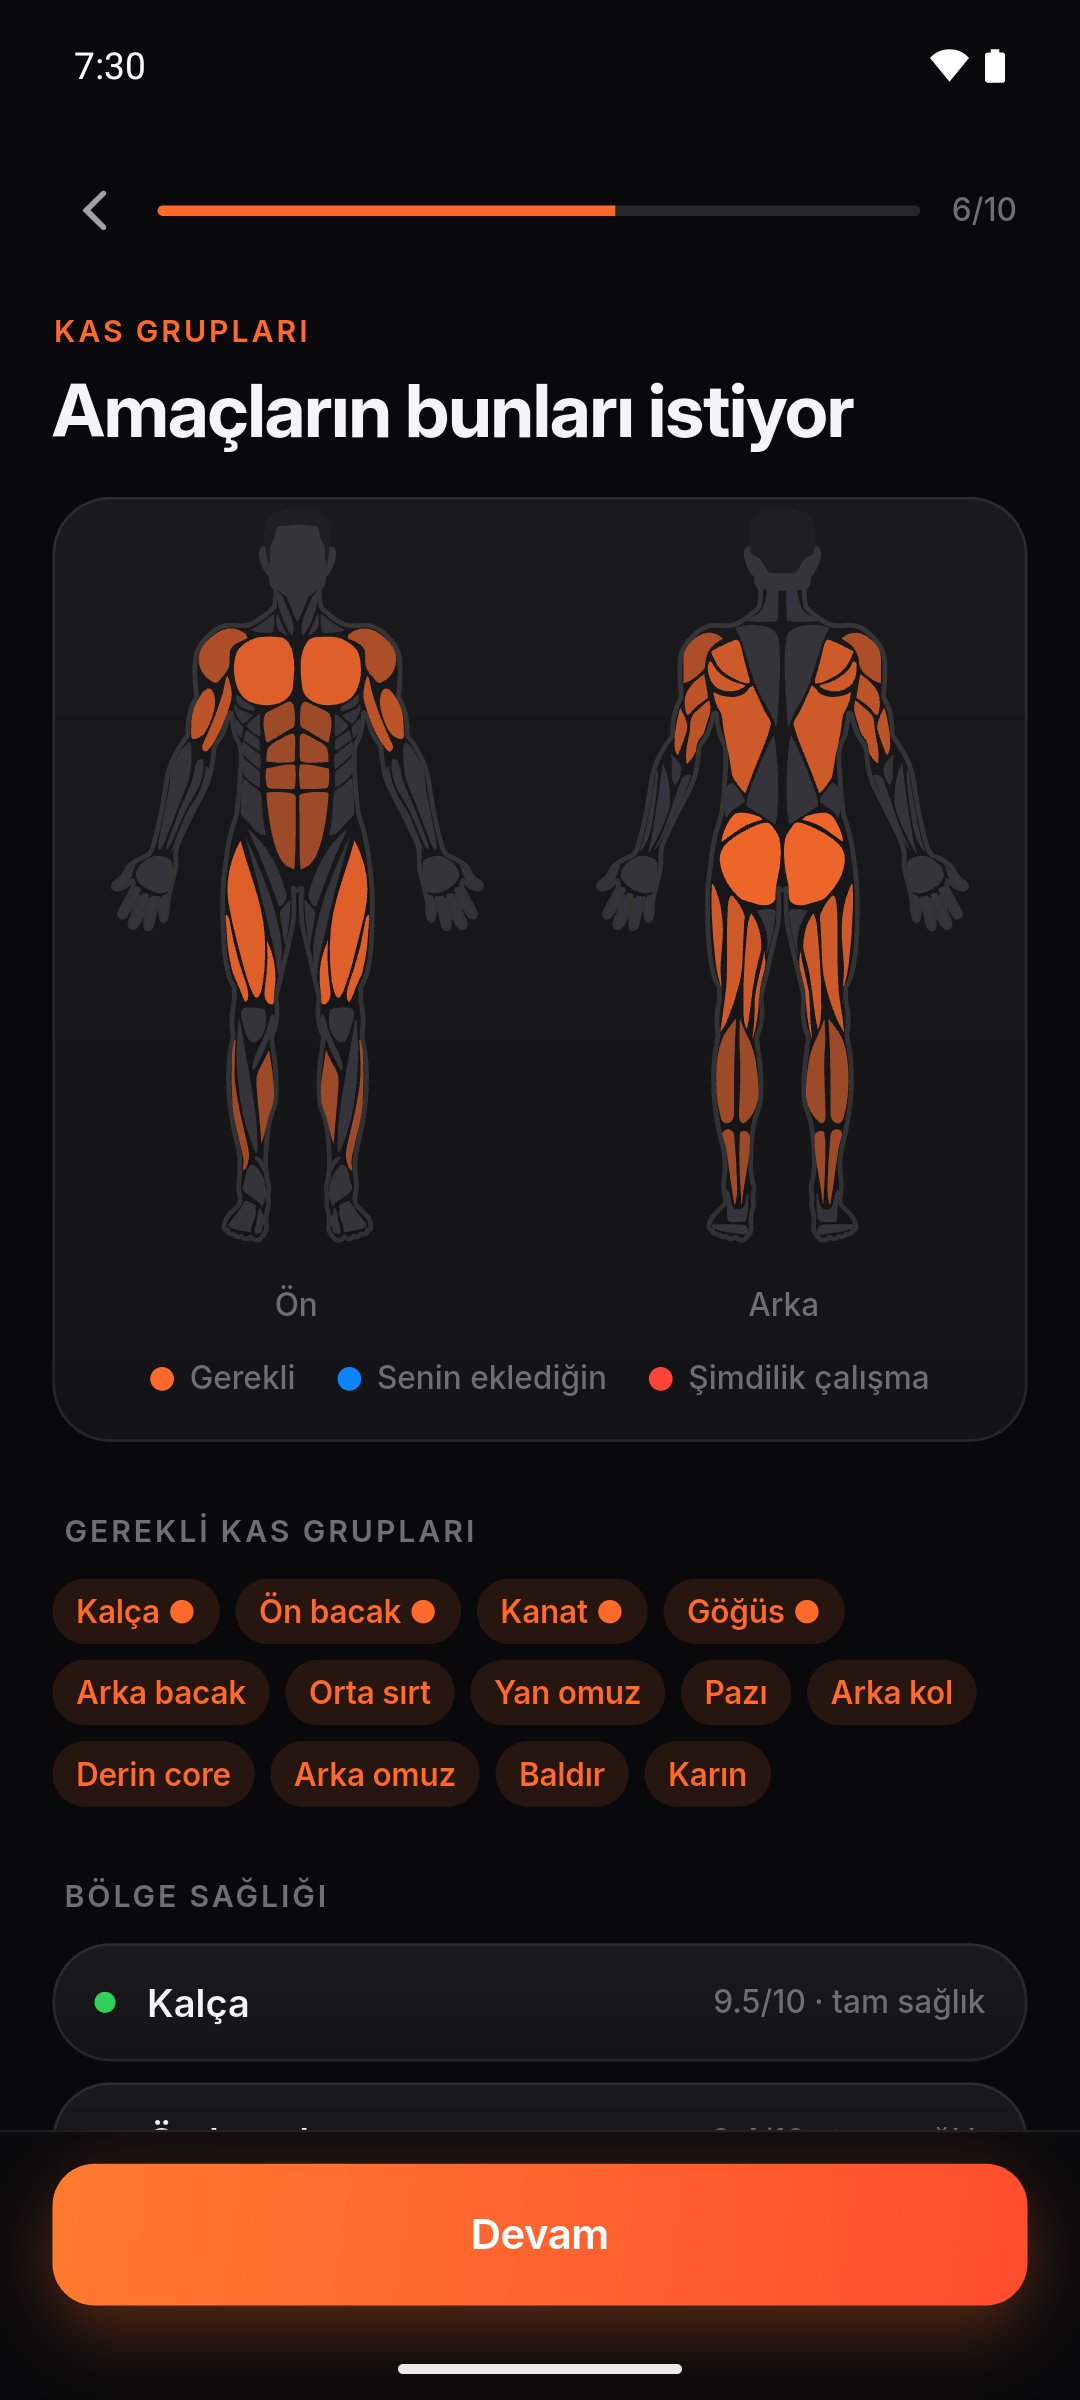 7:30
6/10
KAS GRUPLARI
Amaçların bunları istiyor
Ön Arka
Gerekli Senin eklediğin Şimdilik çalışma
GEREKLİ KAS GRUPLARI
Kalça Ön bacak Kanat Göğüs
Arka bacak Orta sırt Yan omuz Pazı Arka kol
Derin core Arka omuz Baldır Karın
BÖLGE SAĞLIĞI
Kalça 9.5/10 · tam sağlık
Devam